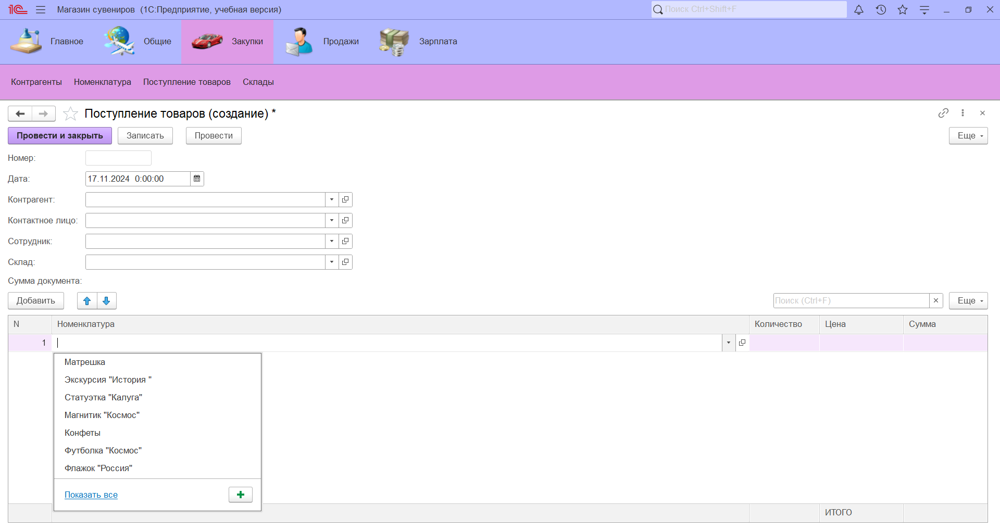 1С Магазин сувениров (1С:Предприятие, учебная версия) Поиск Ctrl+Shift+F
Главное Общие Закупки Продажи Зарплата
Контрагенты Номенклатура Поступление товаров Склады
Поступление товаров (создание) *
Провести и закрыть Записать Провести Еще
Номер:
Дата: 17.11.2024 0:00:00
Контрагент:
Контактное лицо:
Сотрудник:
Склад:
Сумма документа:
Добавить Поиск (Ctrl+F) × Еще
N Номенклатура Количество Цена Сумма
1
Матрешка
Экскурсия "История "
Статуэтка "Калуга"
Магнитик "Космос"
Конфеты
Футболка "Космос"
Флажок "Россия"
Показать все
ИТОГО